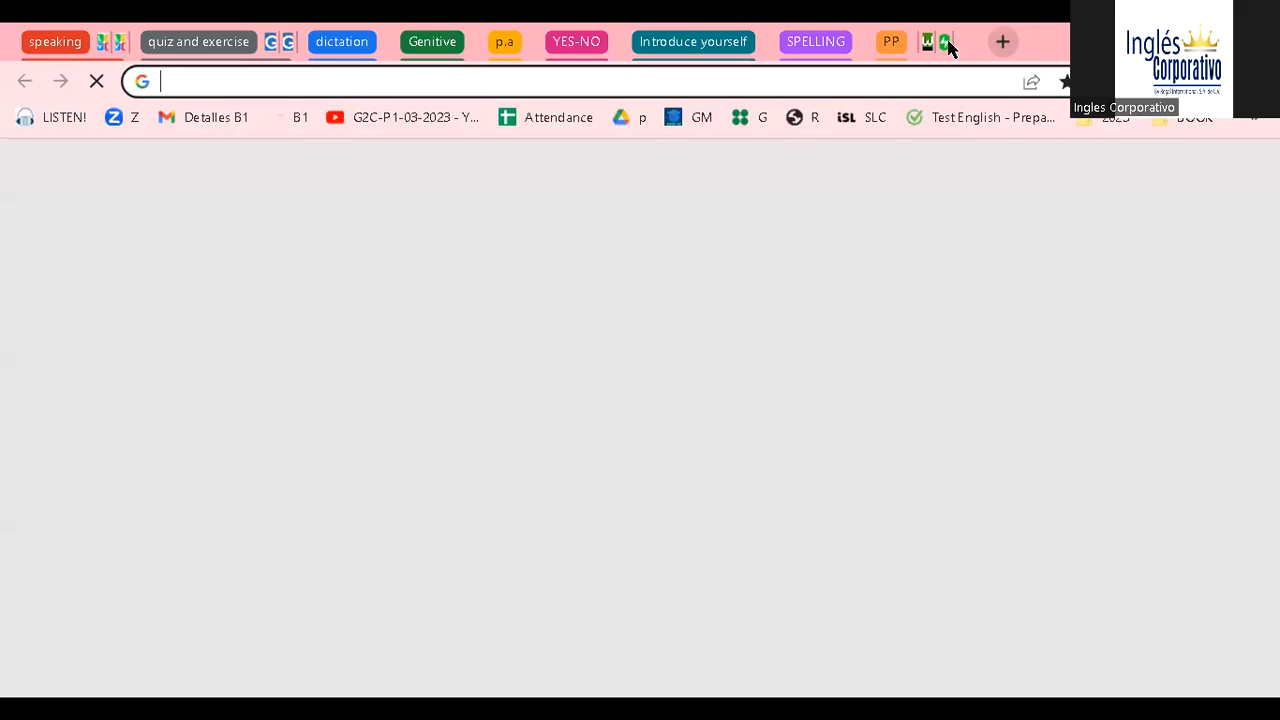 speaking quiz and exercise dictation Genitive p.a YES-NO Introduce yourself SPELLING PP
LISTEN! Z Detalles B1 B1 G2C-P1-03-2023 - Y... Attendance p GM G R iSL SLC Test English - Prepa... 2023 BOOK
Inglés
Corporativo
Ingles Corporativo